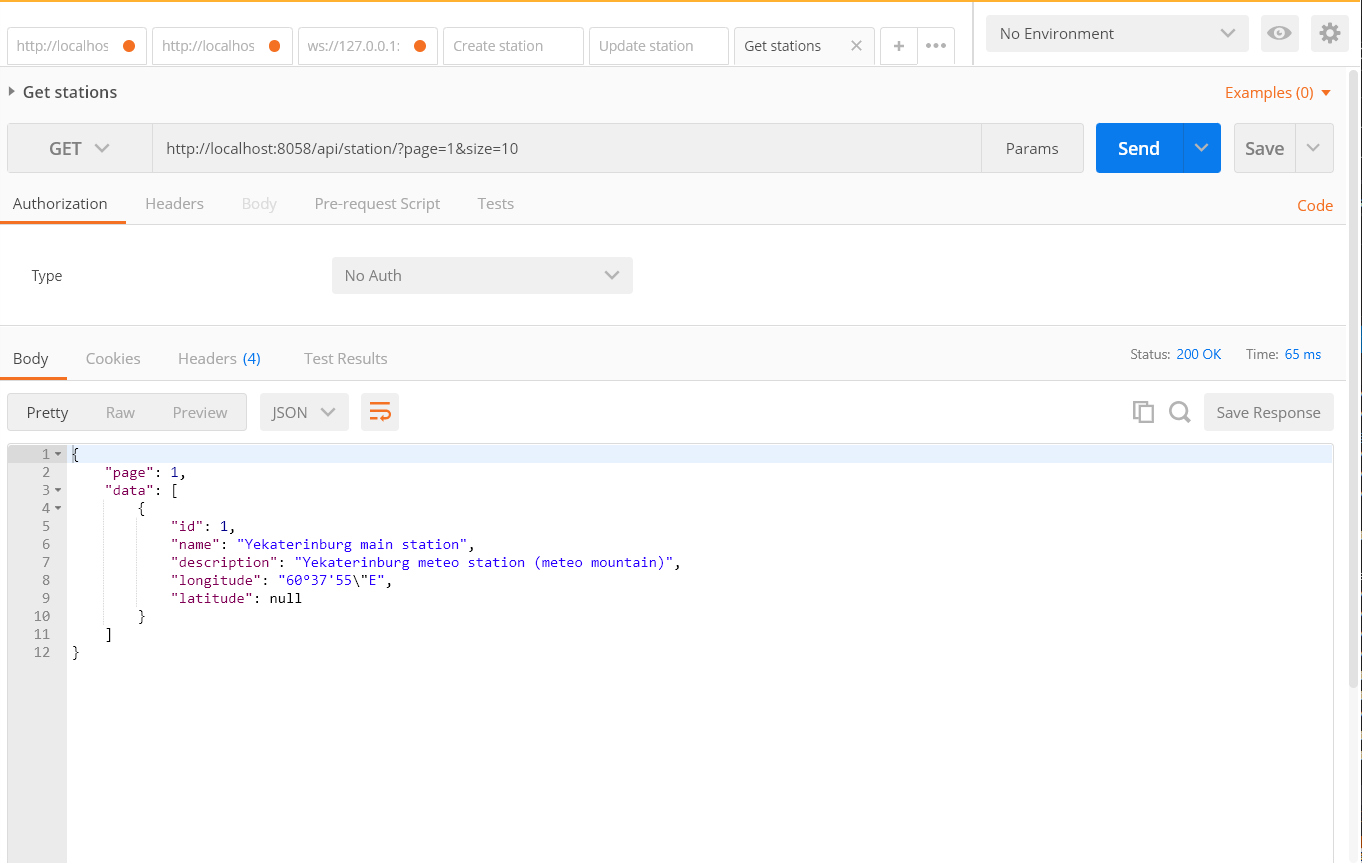 http://localhos http://localhos ws://127.0.0.1: Create station Update station Get stations No Environment
Get stations Examples (0)
GET http://localhost:8058/api/station/?page=1&size=10 Params Send Save
Authorization Headers Body Pre-request Script Tests Code
Type No Auth
Body Cookies Headers (4) Test Results Status: 200 OK Time: 65 ms
Pretty Raw Preview JSON Save Response
1 {
2 "page": 1,
3 "data": [
4 {
5 "id": 1,
6 "name": "Yekaterinburg main station",
7 "description": "Yekaterinburg meteo station (meteo mountain)",
8 "longitude": "60º37'55\"E",
9 "latitude": null
10 }
11 ]
12 }